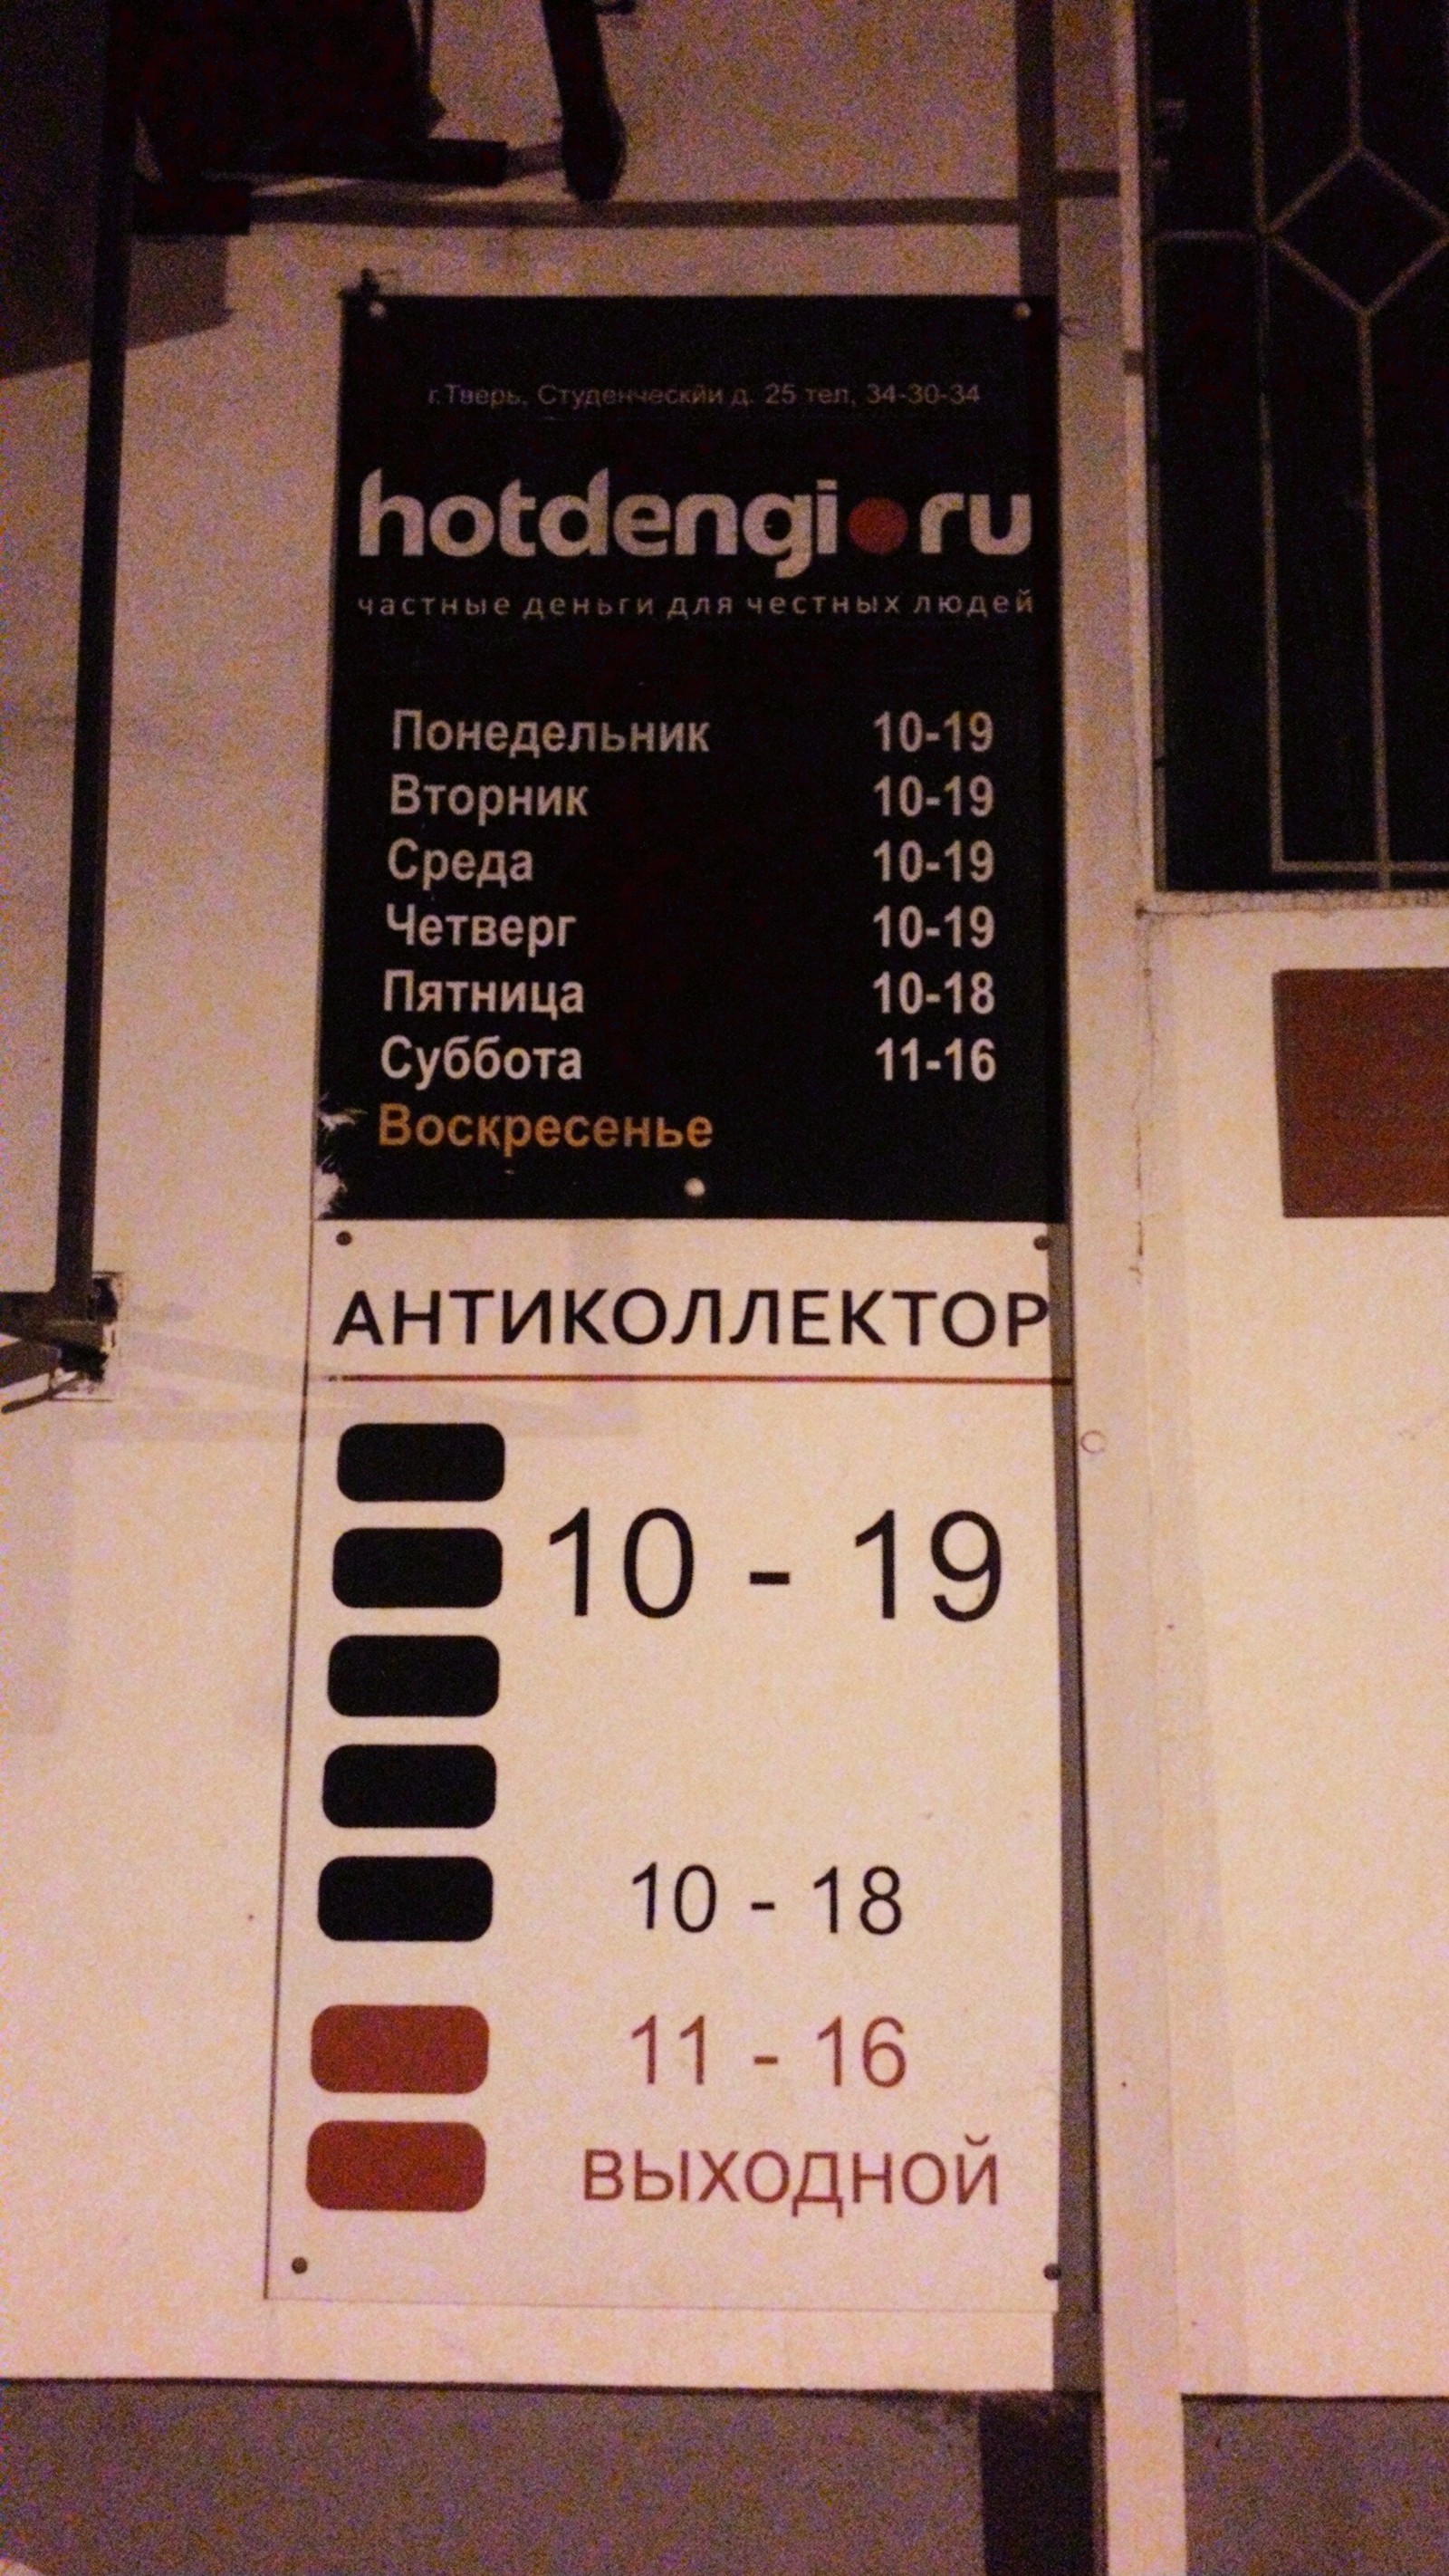 г.Тверь, Студенческйи д. 25 тел, 34-30-34
hotdengi.ru
частные деньги для честных людей
Понедельник 10-19
Вторник 10-19
Среда 10-19
Четверг 10-19
Пятница 10-18
Суббота 11-16
Воскресенье
АНТИКОЛЛЕКТОР
10 - 19
10 - 18
11 - 16
ВЫХОДНОЙ